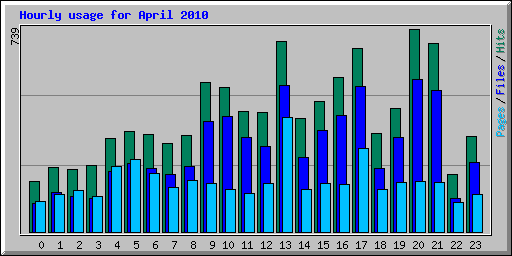 Hourly usage for April 2010
739
Pages / Files / Hits
0 1 2 3 4 5 6 7 8 9 10 11 12 13 14 15 16 17 18 19 20 21 22 23